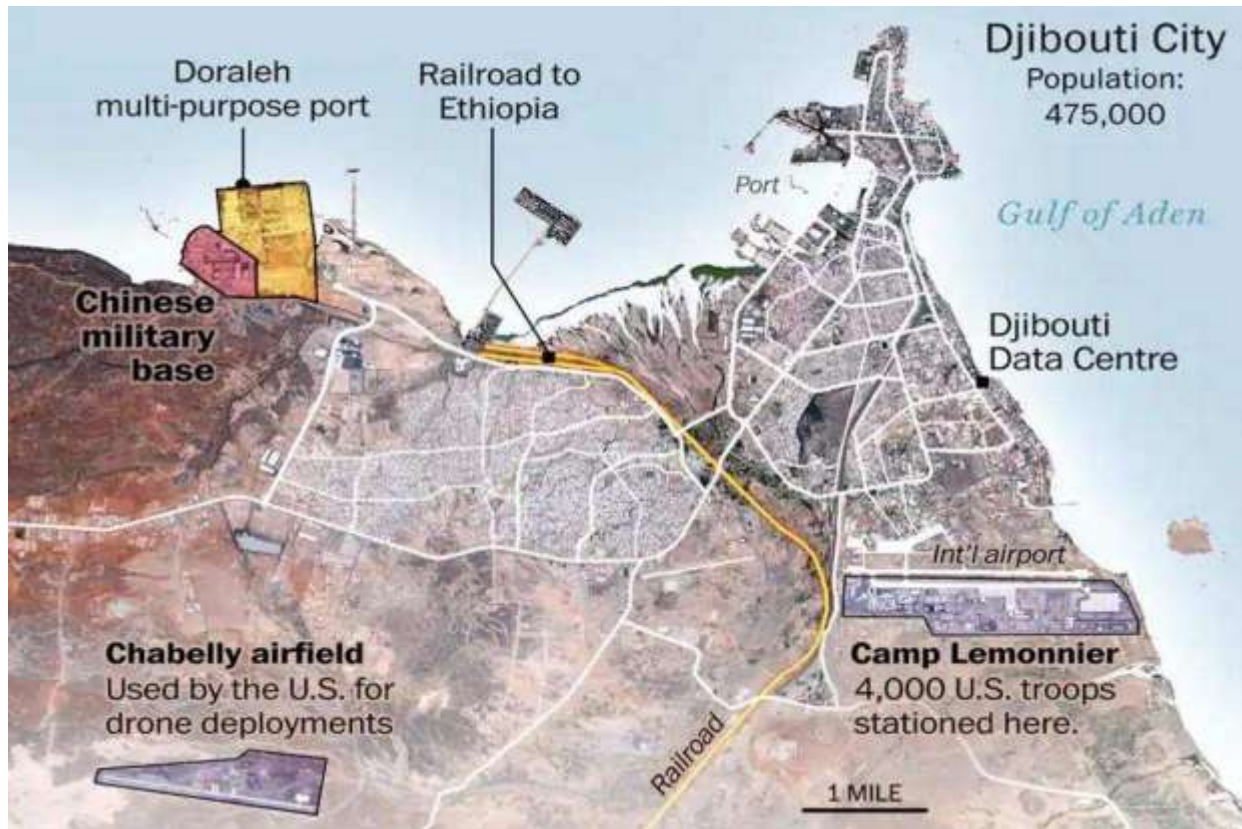 Djibouti City
Population:
475,000
Doraleh
multi-purpose port
Railroad to
Ethiopia
Port
Gulf of Aden
Chinese
military
base
Djibouti
Data Centre
Int'l airport
Chabelly airfield
Used by the U.S. for
drone deployments
Camp Lemonnier
4,000 U.S. troops
stationed here.
Railroad
1 MILE